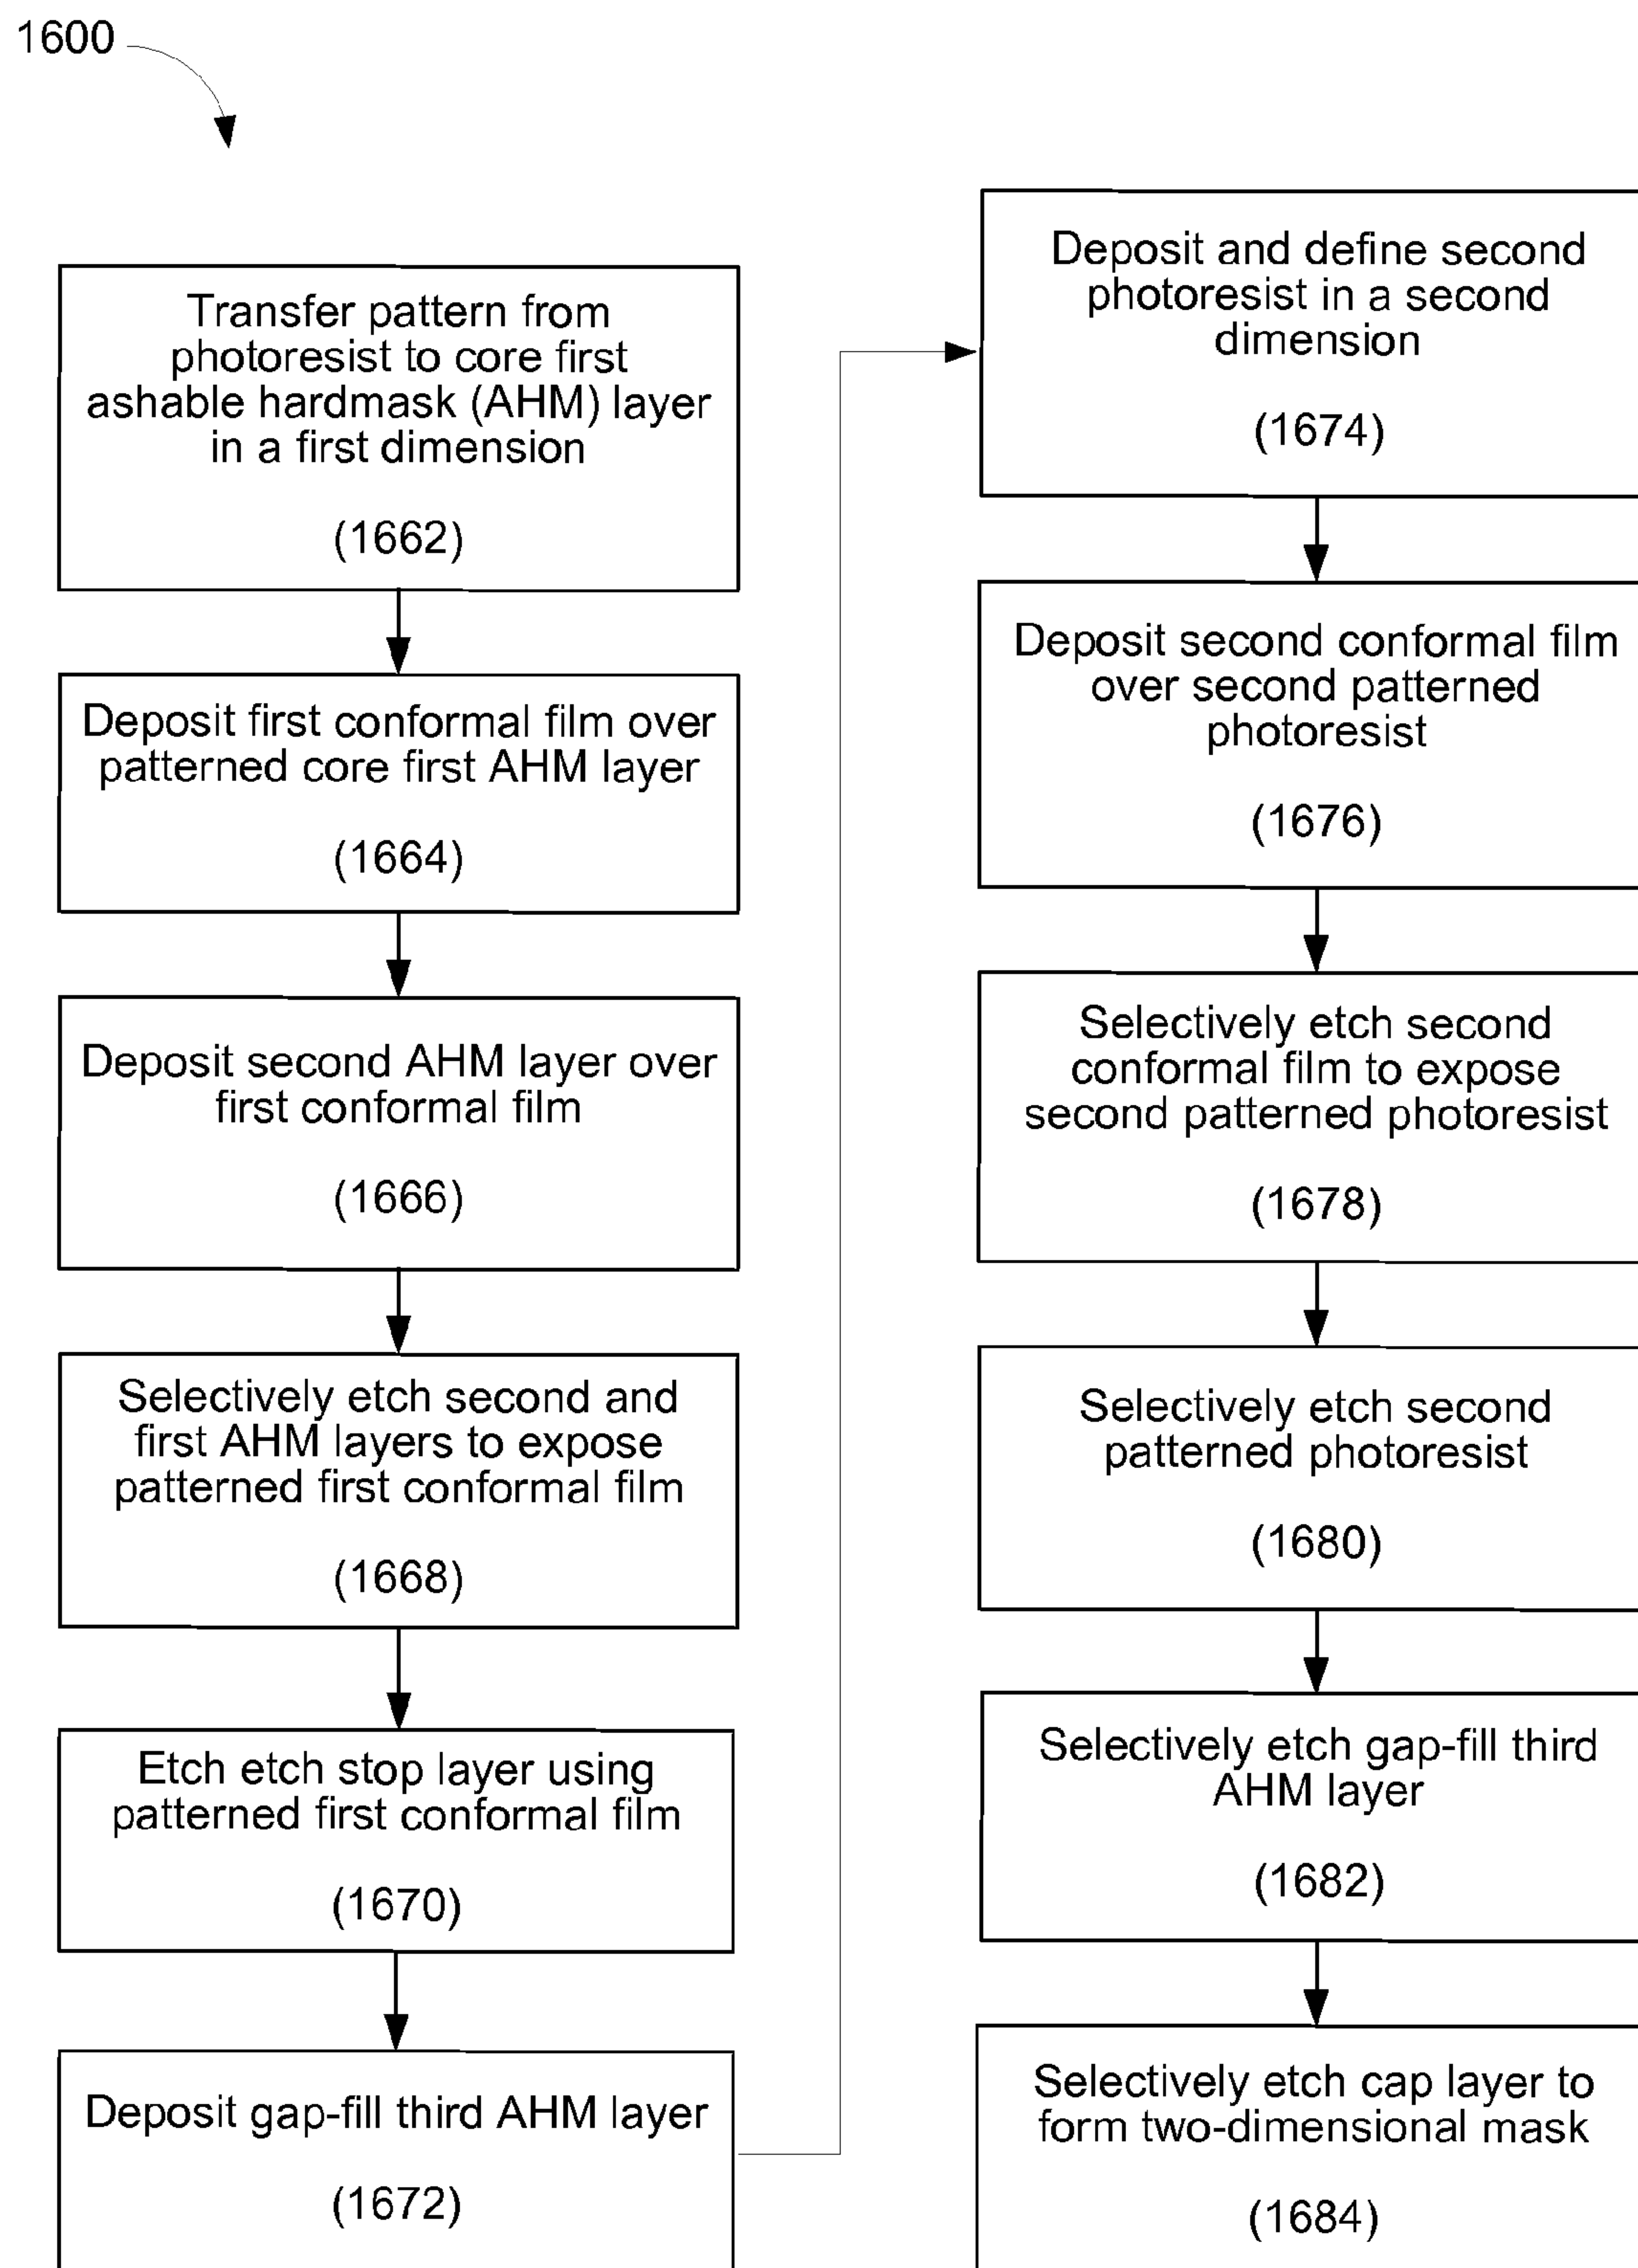 1600
Transfer pattern from
photoresist to core first
ashable hardmask (AHM) layer
in a first dimension
(1662)
Deposit first conformal film over
patterned core first AHM layer
(1664)
Deposit second AHM layer over
first conformal film
(1666)
Selectively etch second and
first AHM layers to expose
patterned first conformal film
(1668)
Etch etch stop layer using
patterned first conformal film
(1670)
Deposit gap-fill third AHM layer
(1672)
Deposit and define second
photoresist in a second
dimension
(1674)
Deposit second conformal film
over second patterned
photoresist
(1676)
Selectively etch second
conformal film to expose
second patterned photoresist
(1678)
Selectively etch second
patterned photoresist
(1680)
Selectively etch gap-fill third
AHM layer
(1682)
Selectively etch cap layer to
form two-dimensional mask
(1684)